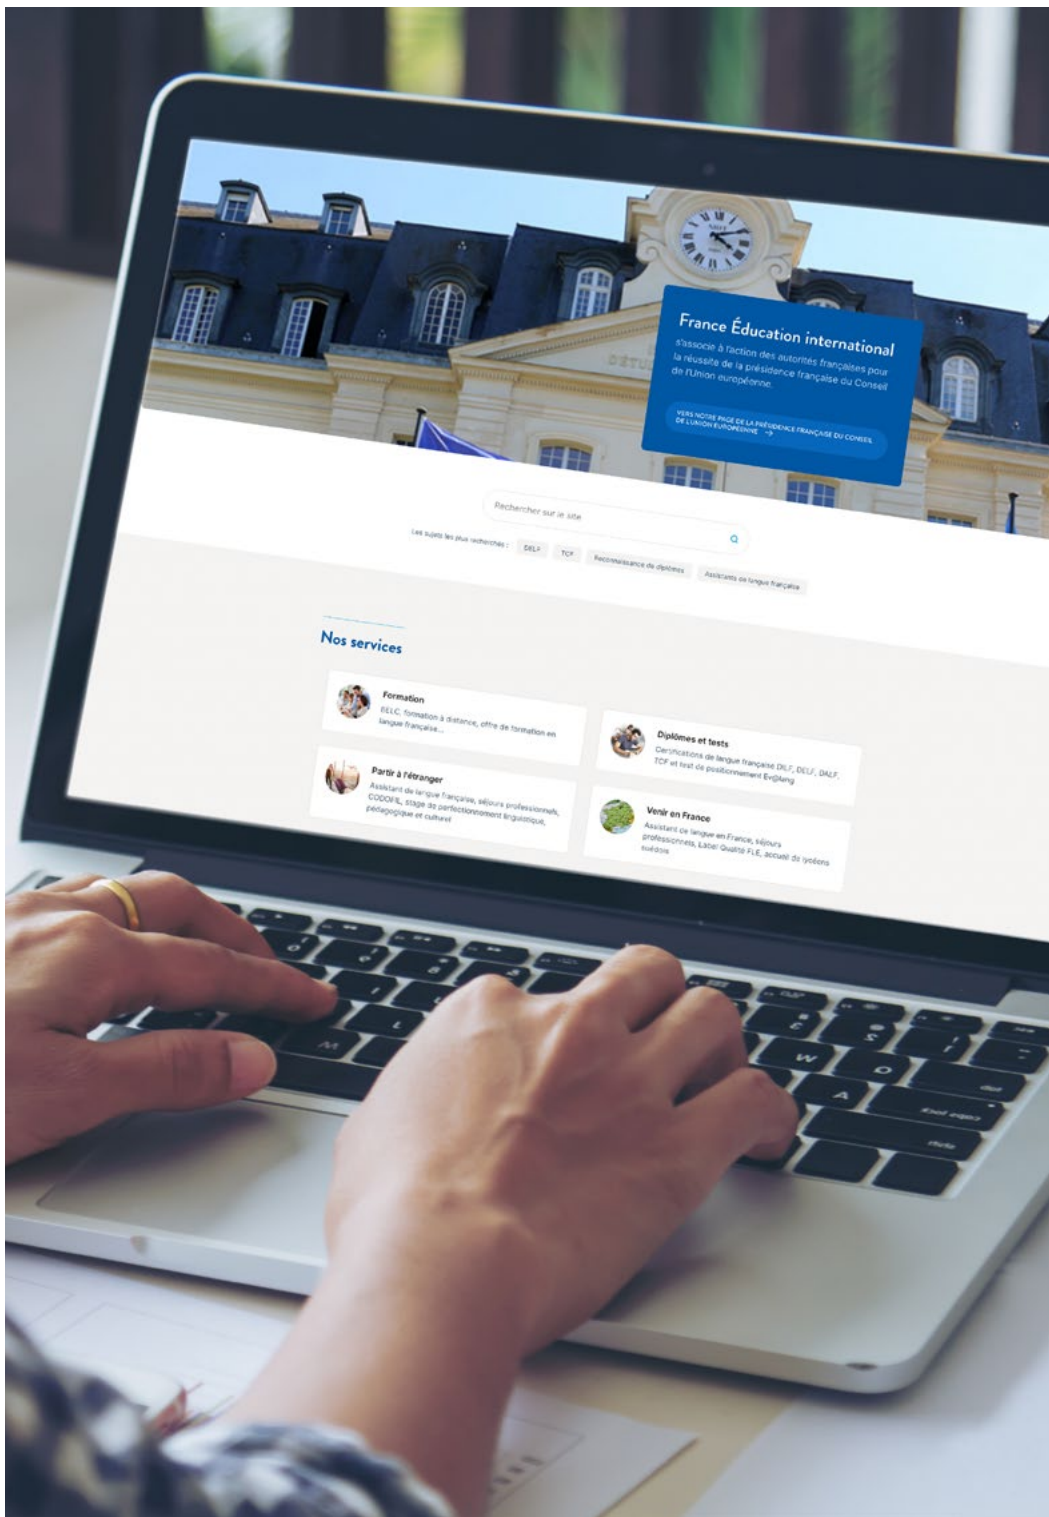 France Éducation international
s'associe à l'action des autorités françaises pour
la réussite de la présidence française du Conseil
de l'Union européenne.
VERS NOTRE PAGE DE LA PRÉSIDENCE FRANÇAISE DU CONSEIL
DE L'UNION EUROPÉENNE →
Rechercher sur le site
Les sujets les plus recherchés : DELF TCF Reconnaissance de diplômes Assistants de langue française
Nos services
Formation
BELC, formation à distance, offre de formation en
langue française...
Diplômes et tests
Certifications de langue française DILF, DELF, DALF,
TCF et test de positionnement Ev@lang
Partir à l'étranger
Assistant de langue française, séjours professionnels,
CODOFIL, stage de perfectionnement linguistique,
pédagogique et culturel
Venir en France
Assistant de langue en France, séjours
professionnels, Label Qualité FLE, accueil de lycéens
suédois